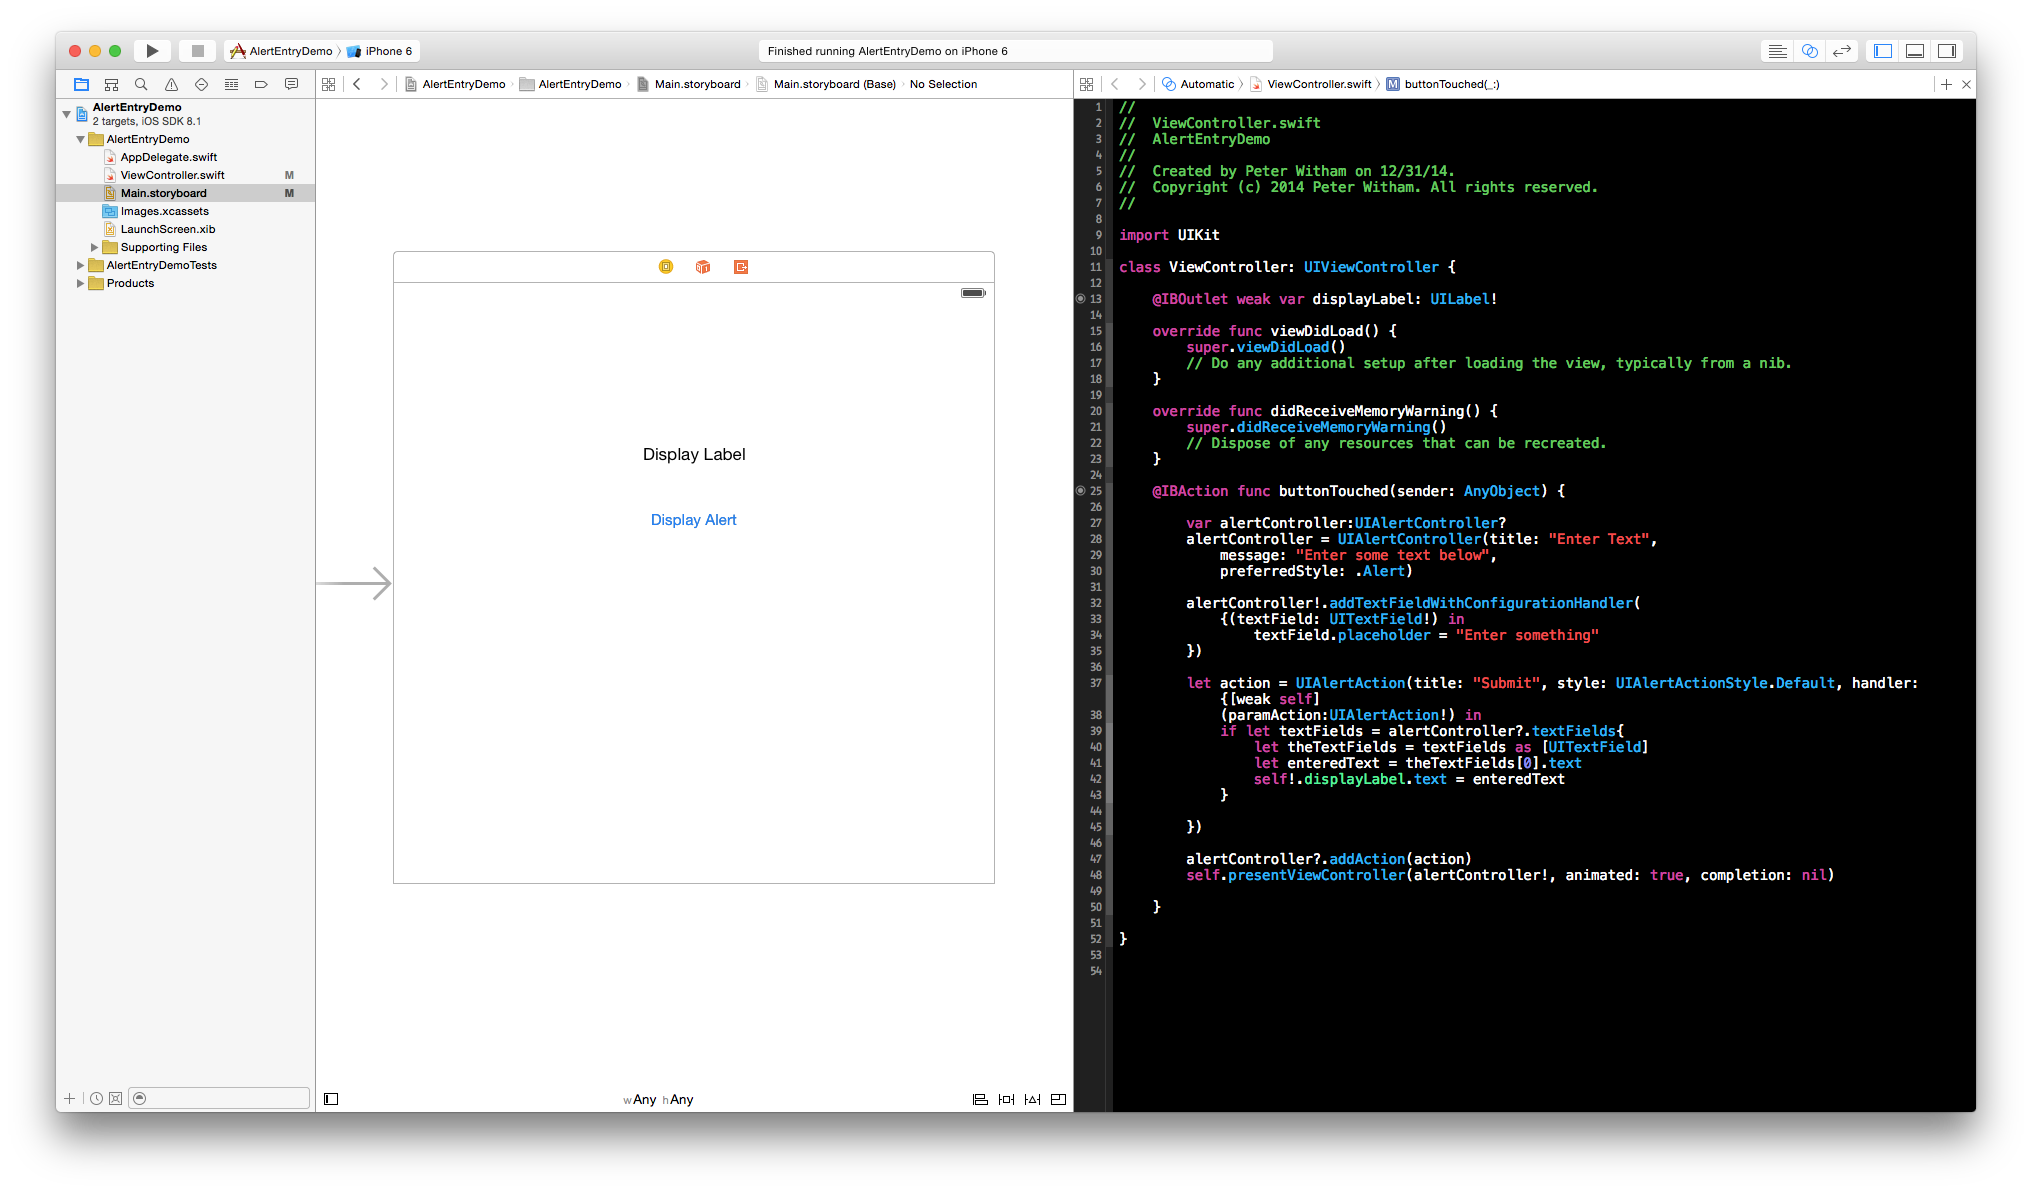 AlertEntryDemo iPhone 6
Finished running AlertEntryDemo on iPhone 6
AlertEntryDemo AlertEntryDemo Main.storyboard Main.storyboard (Base) No Selection
Automatic ViewController.swift M buttonTouched(_:)
AlertEntryDemo
2 targets, iOS SDK 8.1
AlertEntryDemo
AppDelegate.swift
ViewController.swift M
Main.storyboard M
Images.xcassets
LaunchScreen.xib
Supporting Files
AlertEntryDemoTests
Products
Display Label
Display Alert
wAny hAny
1 //
2 //  ViewController.swift
3 //  AlertEntryDemo
4 //
5 //  Created by Peter Witham on 12/31/14.
6 //  Copyright (c) 2014 Peter Witham. All rights reserved.
7 //
8
9 import UIKit
10
11 class ViewController: UIViewController {
12
13     @IBOutlet weak var displayLabel: UILabel!
14
15     override func viewDidLoad() {
16         super.viewDidLoad()
17         // Do any additional setup after loading the view, typically from a nib.
18     }
19
20     override func didReceiveMemoryWarning() {
21         super.didReceiveMemoryWarning()
22         // Dispose of any resources that can be recreated.
23     }
24
25     @IBAction func buttonTouched(sender: AnyObject) {
26
27         var alertController:UIAlertController?
28         alertController = UIAlertController(title: "Enter Text",
29             message: "Enter some text below",
30             preferredStyle: .Alert)
31
32         alertController!.addTextFieldWithConfigurationHandler(
33             {(textField: UITextField!) in
34                 textField.placeholder = "Enter something"
35         })
36
37         let action = UIAlertAction(title: "Submit", style: UIAlertActionStyle.Default, handler:
            {[weak self]
38             (paramAction:UIAlertAction!) in
39             if let textFields = alertController?.textFields{
40                 let theTextFields = textFields as [UITextField]
41                 let enteredText = theTextFields[0].text
42                 self!.displayLabel.text = enteredText
43             }
44
45         })
46
47         alertController?.addAction(action)
48         self.presentViewController(alertController!, animated: true, completion: nil)
49
50     }
51
52 }
53
54